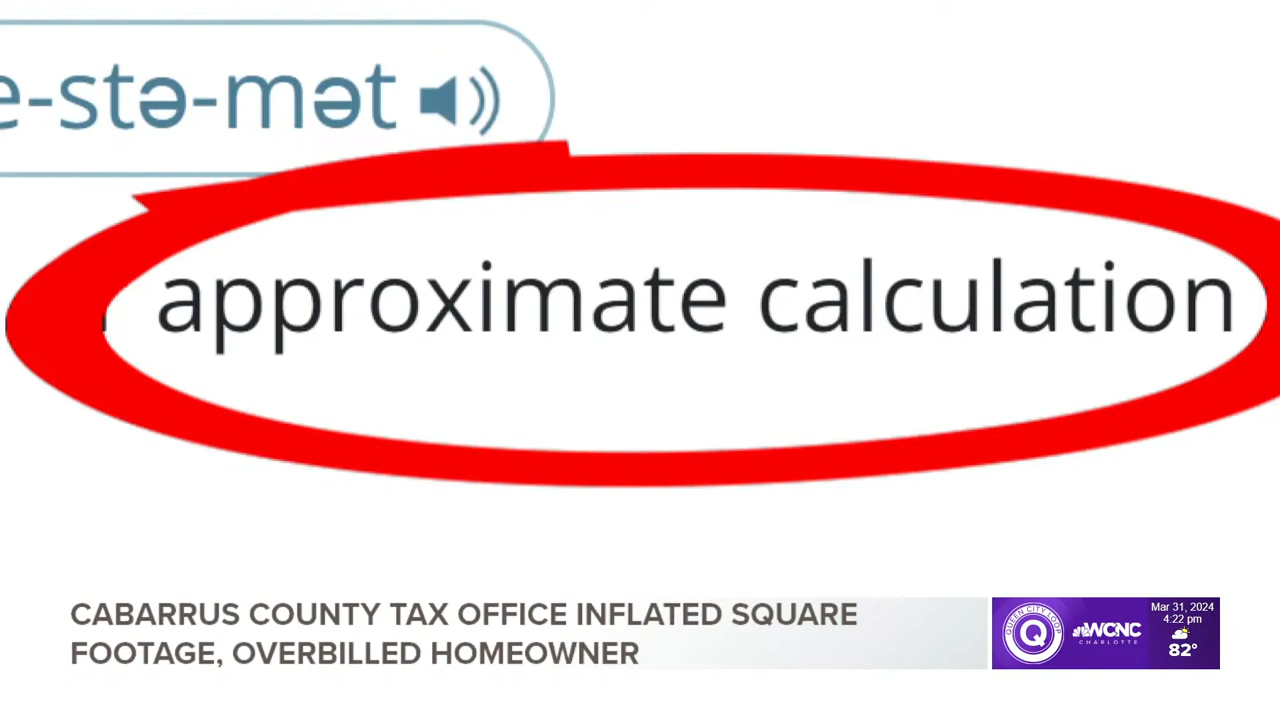 e-stə-mət
approximate calculation
CABARRUS COUNTY TAX OFFICE INFLATED SQUARE
FOOTAGE, OVERBILLED HOMEOWNER
QUEEN CITY LOOP
Q
WCNC
CHARLOTTE
Mar 31, 2024
4:22 pm
82°